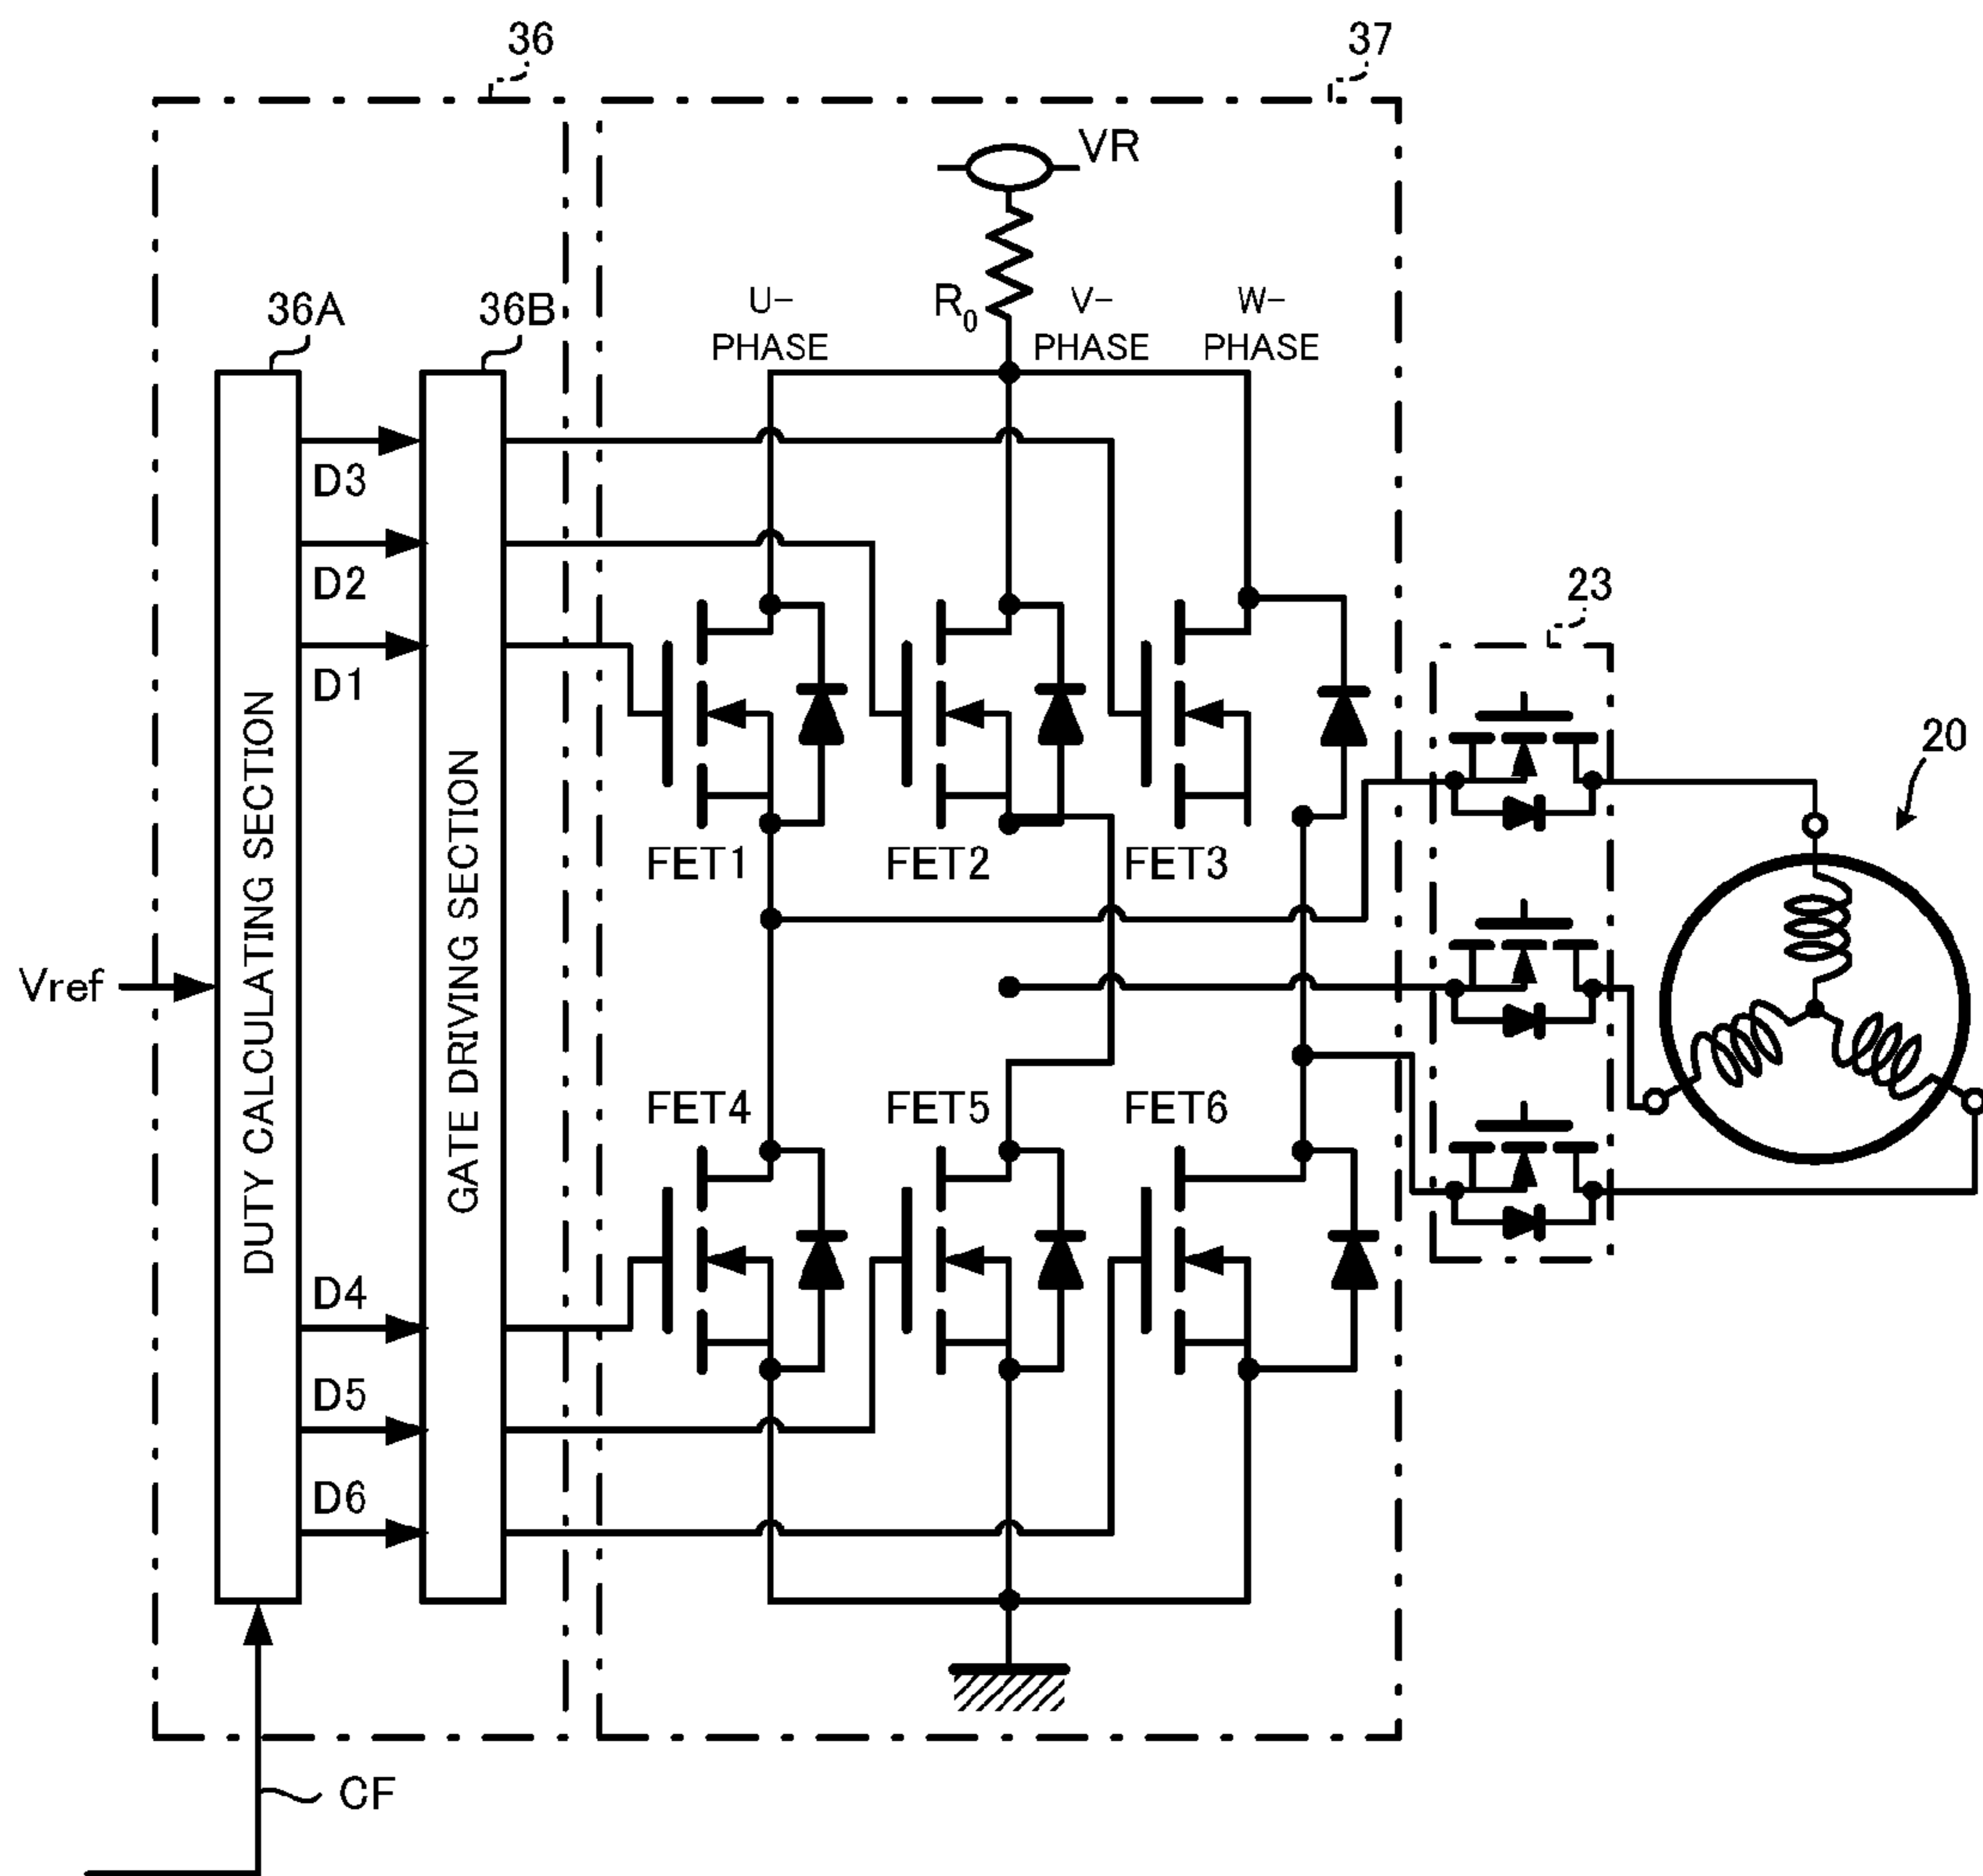 36
37
VR
36A
36B
R0
U-
PHASE
V-
PHASE
W-
PHASE
D3
D2
D1
23
20
FET1
FET2
FET3
DUTY CALCULATING SECTION
GATE DRIVING SECTION
Vref
FET4
FET5
FET6
D4
D5
D6
CF